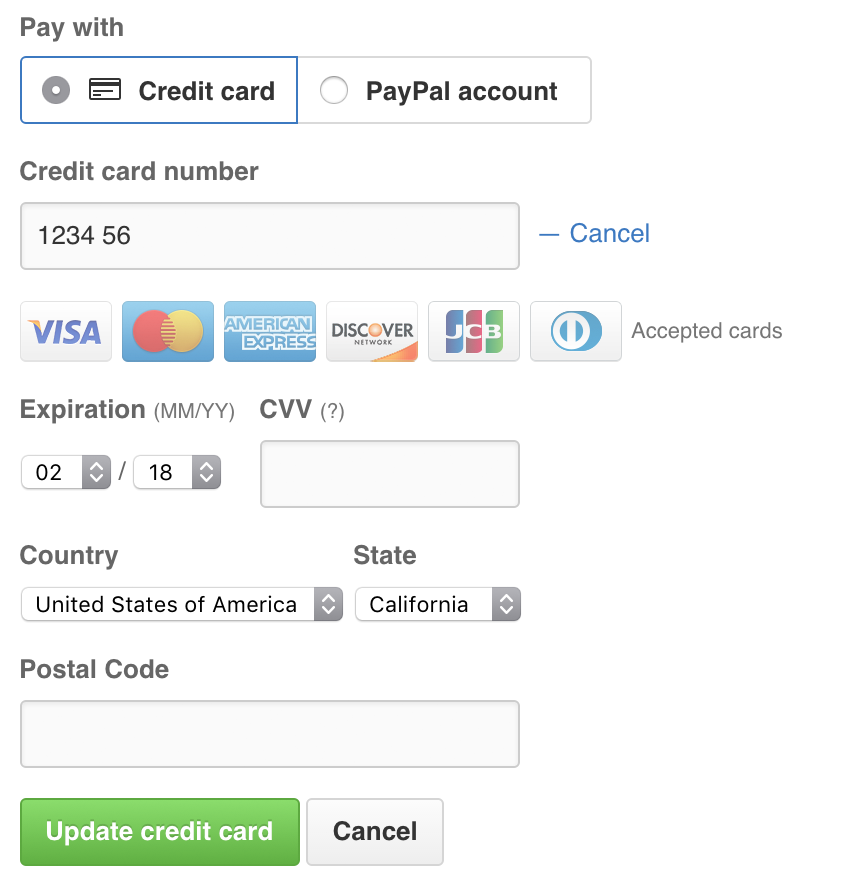 Pay with
Credit card PayPal account
Credit card number
1234 56 — Cancel
VISA AMERICAN EXPRESS DISCOVER NETWORK JCB Accepted cards
Expiration (MM/YY) CVV (?)
02 / 18
Country State
United States of America California
Postal Code
Update credit card Cancel